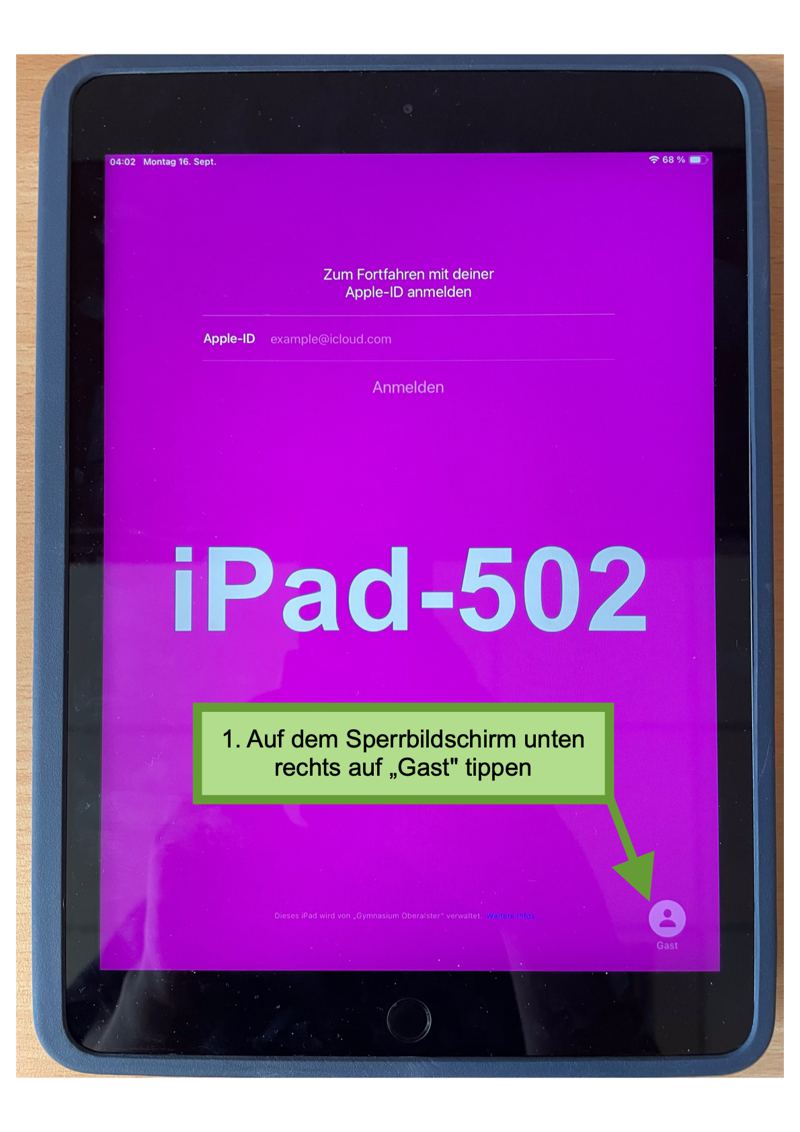 04:02 Montag 16. Sept.
68 %
Zum Fortfahren mit deiner
Apple-ID anmelden
Apple-ID example@icloud.com
Anmelden
iPad-502
1. Auf dem Sperrbildschirm unten
rechts auf „Gast" tippen
Dieses iPad wird von „Gymnasium Oberalster“ verwaltet. Weitere Infos
Gast